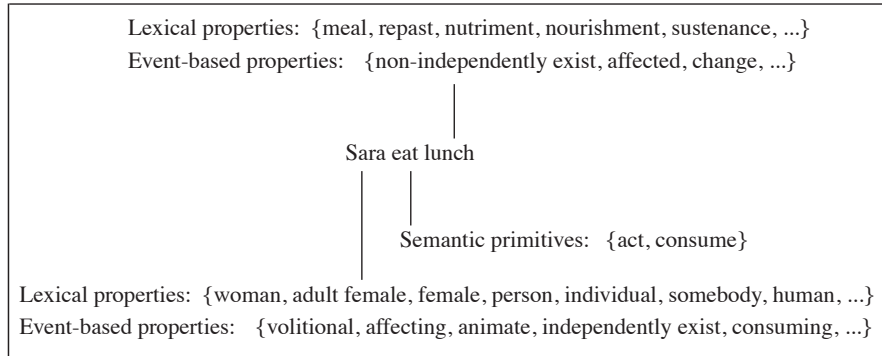 Lexical properties: {meal, repast, nutriment, nourishment, sustenance, ...}
Event-based properties: {non-independently exist, affected, change, ...}
Sara eat lunch
Semantic primitives: {act, consume}
Lexical properties: {woman, adult female, female, person, individual, somebody, human, ...}
Event-based properties: {volitional, affecting, animate, independently exist, consuming, ...}